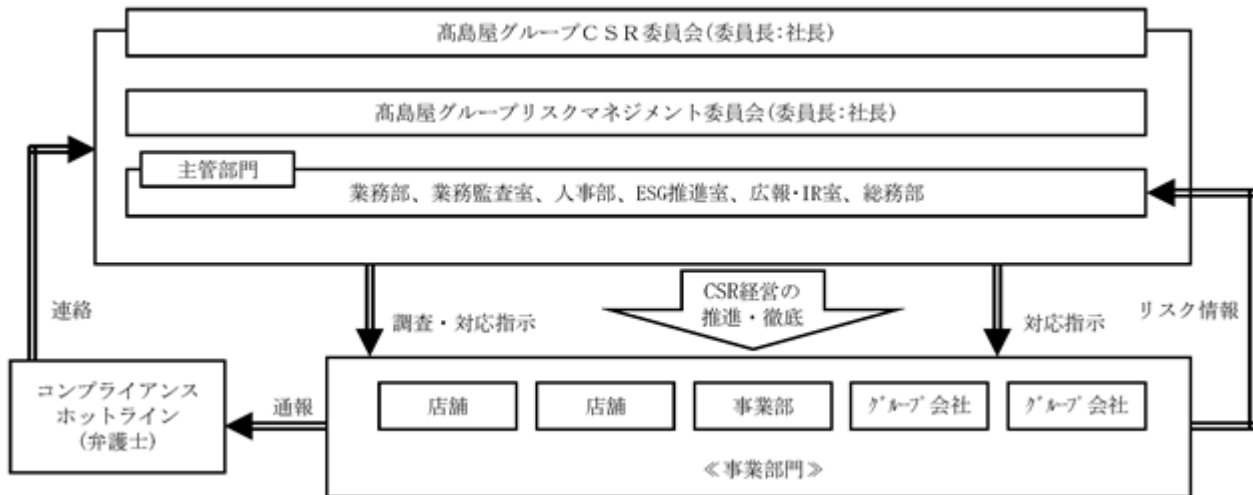 髙島屋グループＣＳＲ委員会(委員長:社長)
髙島屋グループリスクマネジメント委員会(委員長:社長)
主管部門
業務部、業務監査室、人事部、ESG推進室、広報・IR室、総務部
連絡
調査・対応指示
CSR経営の
推進・徹底
対応指示
リスク情報
コンプライアンス
ホットライン
(弁護士)
通報
店舗
店舗
事業部
ｸﾞﾙｰﾌﾟ会社
ｸﾞﾙｰﾌﾟ会社
≪事業部門≫